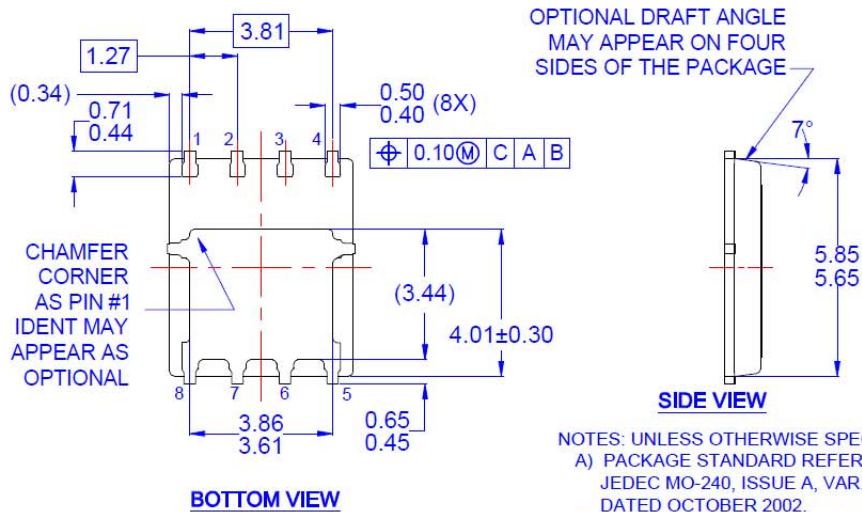 3.81
1.27
(0.34)
0.71
0.44
0.50
0.40 (8X)
1 2 3 4
⌖ 0.10Ⓜ C A B
CHAMFER
CORNER
AS PIN #1
IDENT MAY
APPEAR AS
OPTIONAL
(3.44)
4.01±0.30
8 7 6 5
3.86
3.61
0.65
0.45
BOTTOM VIEW
OPTIONAL DRAFT ANGLE
MAY APPEAR ON FOUR
SIDES OF THE PACKAGE
7°
5.85
5.65
SIDE VIEW
NOTES: UNLESS OTHERWISE SPE
A) PACKAGE STANDARD REFER
JEDEC MO-240, ISSUE A, VAR.
DATED OCTOBER 2002.